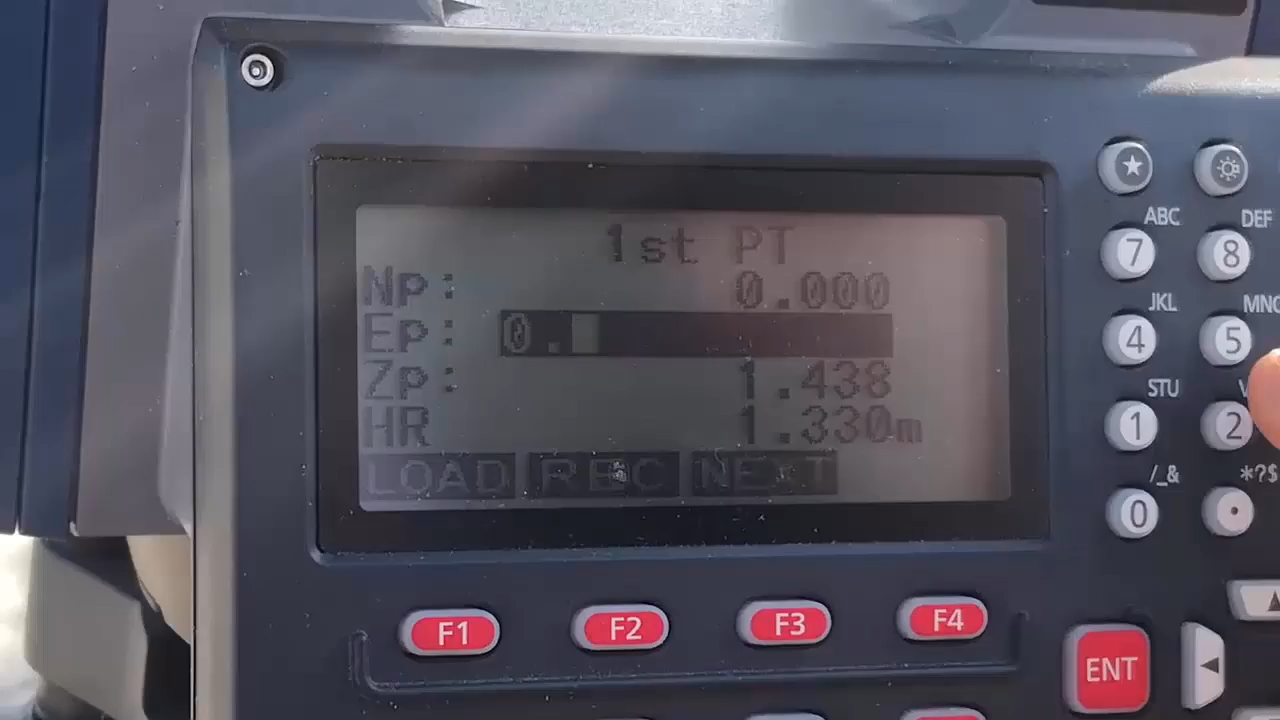 1st PT
Np: 0.000
Ep: 0.
Zp: 1.438
HR 1.330m
LOAD REC NEXT
ABC DEF
7 8
JKL MNO
4 5
STU V
1 2
/_& *?$
0 .
F1 F2 F3 F4
ENT